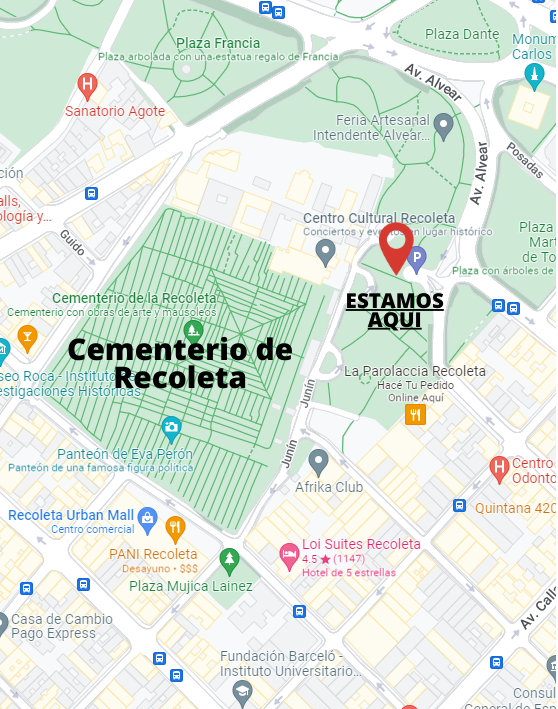 Plaza Francia
Plaza arbolada con una estatua regalo de Francia
Plaza Dante
Monum
Carlos
Av. Alvear
H
Sanatorio Agote
Feria Artesanal
Intendente Alvear...
Posadas
Av. Alvear
ción
alls,
ología y…
Guido
Centro Cultural Recoleta
Conciertos y eventos en lugar histórico
P
Plaza
Mart
de To
Plaza con árboles de
Cementerio de la Recoleta
Cementerio con obras de arte y mausoleos
ESTAMOS
AQUI
Cementerio de
Recoleta
seo Roca - Instituto de
estigaciones Históricas
La Parolaccia Recoleta
Hacé Tu Pedido
Online Aquí
Junín
Junín
Panteón de Eva Perón
Panteón de una famosa figura política
Afrika Club
H
Centro
Odonto
Quintana 420
Recoleta Urban Mall
Centro comercial
PANI Recoleta
Desayuno • $$$
Loi Suites Recoleta
4.5 ★ (1147)
Hotel de 5 estrellas
Plaza Mujica Lainez
Av. Calla
Casa de Cambio
Pago Express
Fundación Barceló -
Instituto Universitario...
Consul
General de Esp